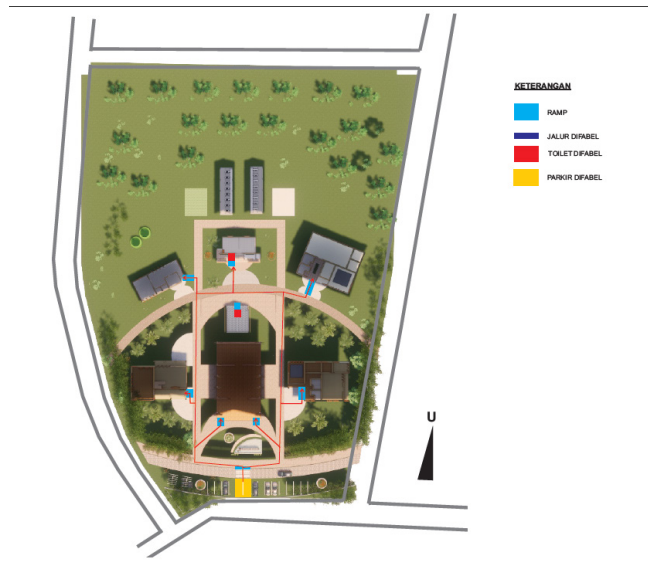 KETERANGAN
RAMP
JALUR DIFABEL
TOILET DIFABEL
PARKIR DIFABEL
U